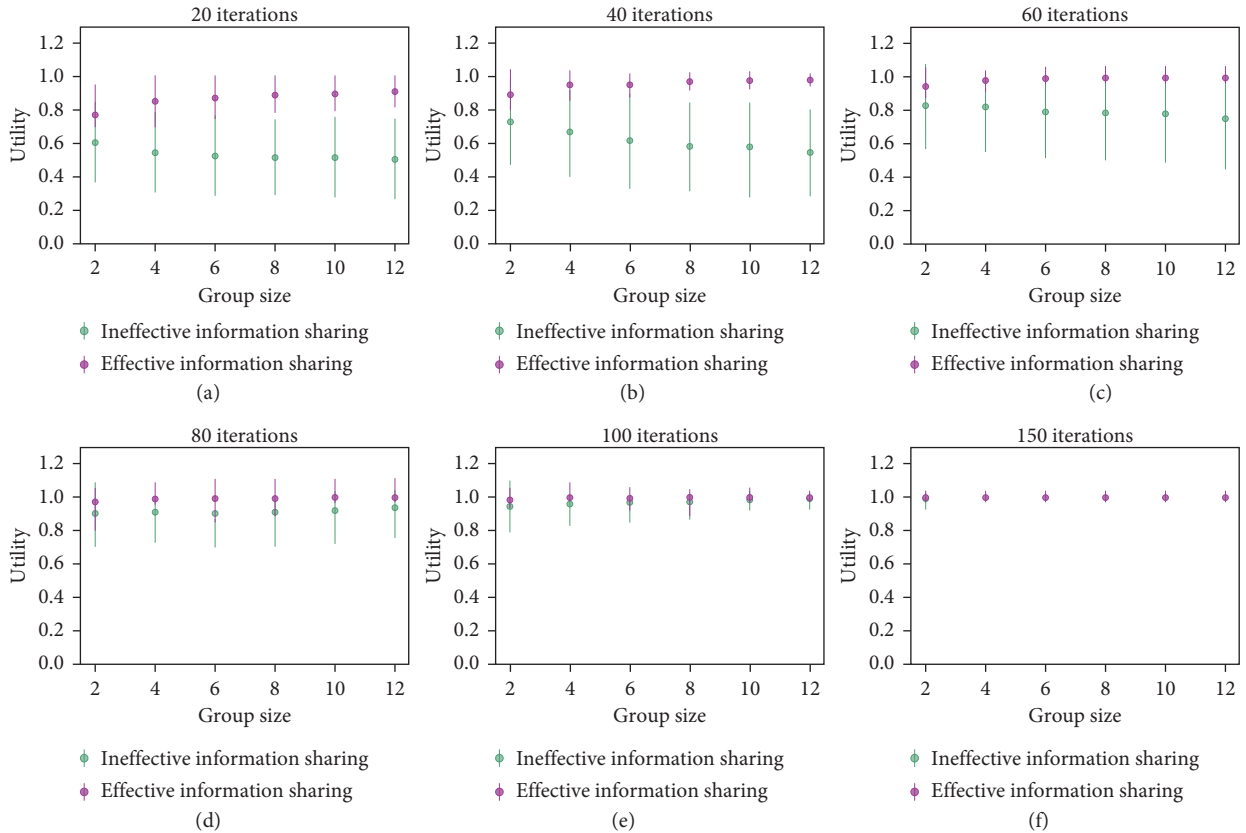 20 iterations
1.2
1.0
0.8
0.6
0.4
0.2
0.0
Utility
2 4 6 8 10 12
Group size
Ineffective information sharing
Effective information sharing
(a)
40 iterations
1.2
1.0
0.8
0.6
0.4
0.2
0.0
Utility
2 4 6 8 10 12
Group size
Ineffective information sharing
Effective information sharing
(b)
60 iterations
1.2
1.0
0.8
0.6
0.4
0.2
0.0
Utility
2 4 6 8 10 12
Group size
Ineffective information sharing
Effective information sharing
(c)
80 iterations
1.2
1.0
0.8
0.6
0.4
0.2
0.0
Utility
2 4 6 8 10 12
Group size
Ineffective information sharing
Effective information sharing
(d)
100 iterations
1.2
1.0
0.8
0.6
0.4
0.2
0.0
Utility
2 4 6 8 10 12
Group size
Ineffective information sharing
Effective information sharing
(e)
150 iterations
1.2
1.0
0.8
0.6
0.4
0.2
0.0
Utility
2 4 6 8 10 12
Group size
Ineffective information sharing
Effective information sharing
(f)